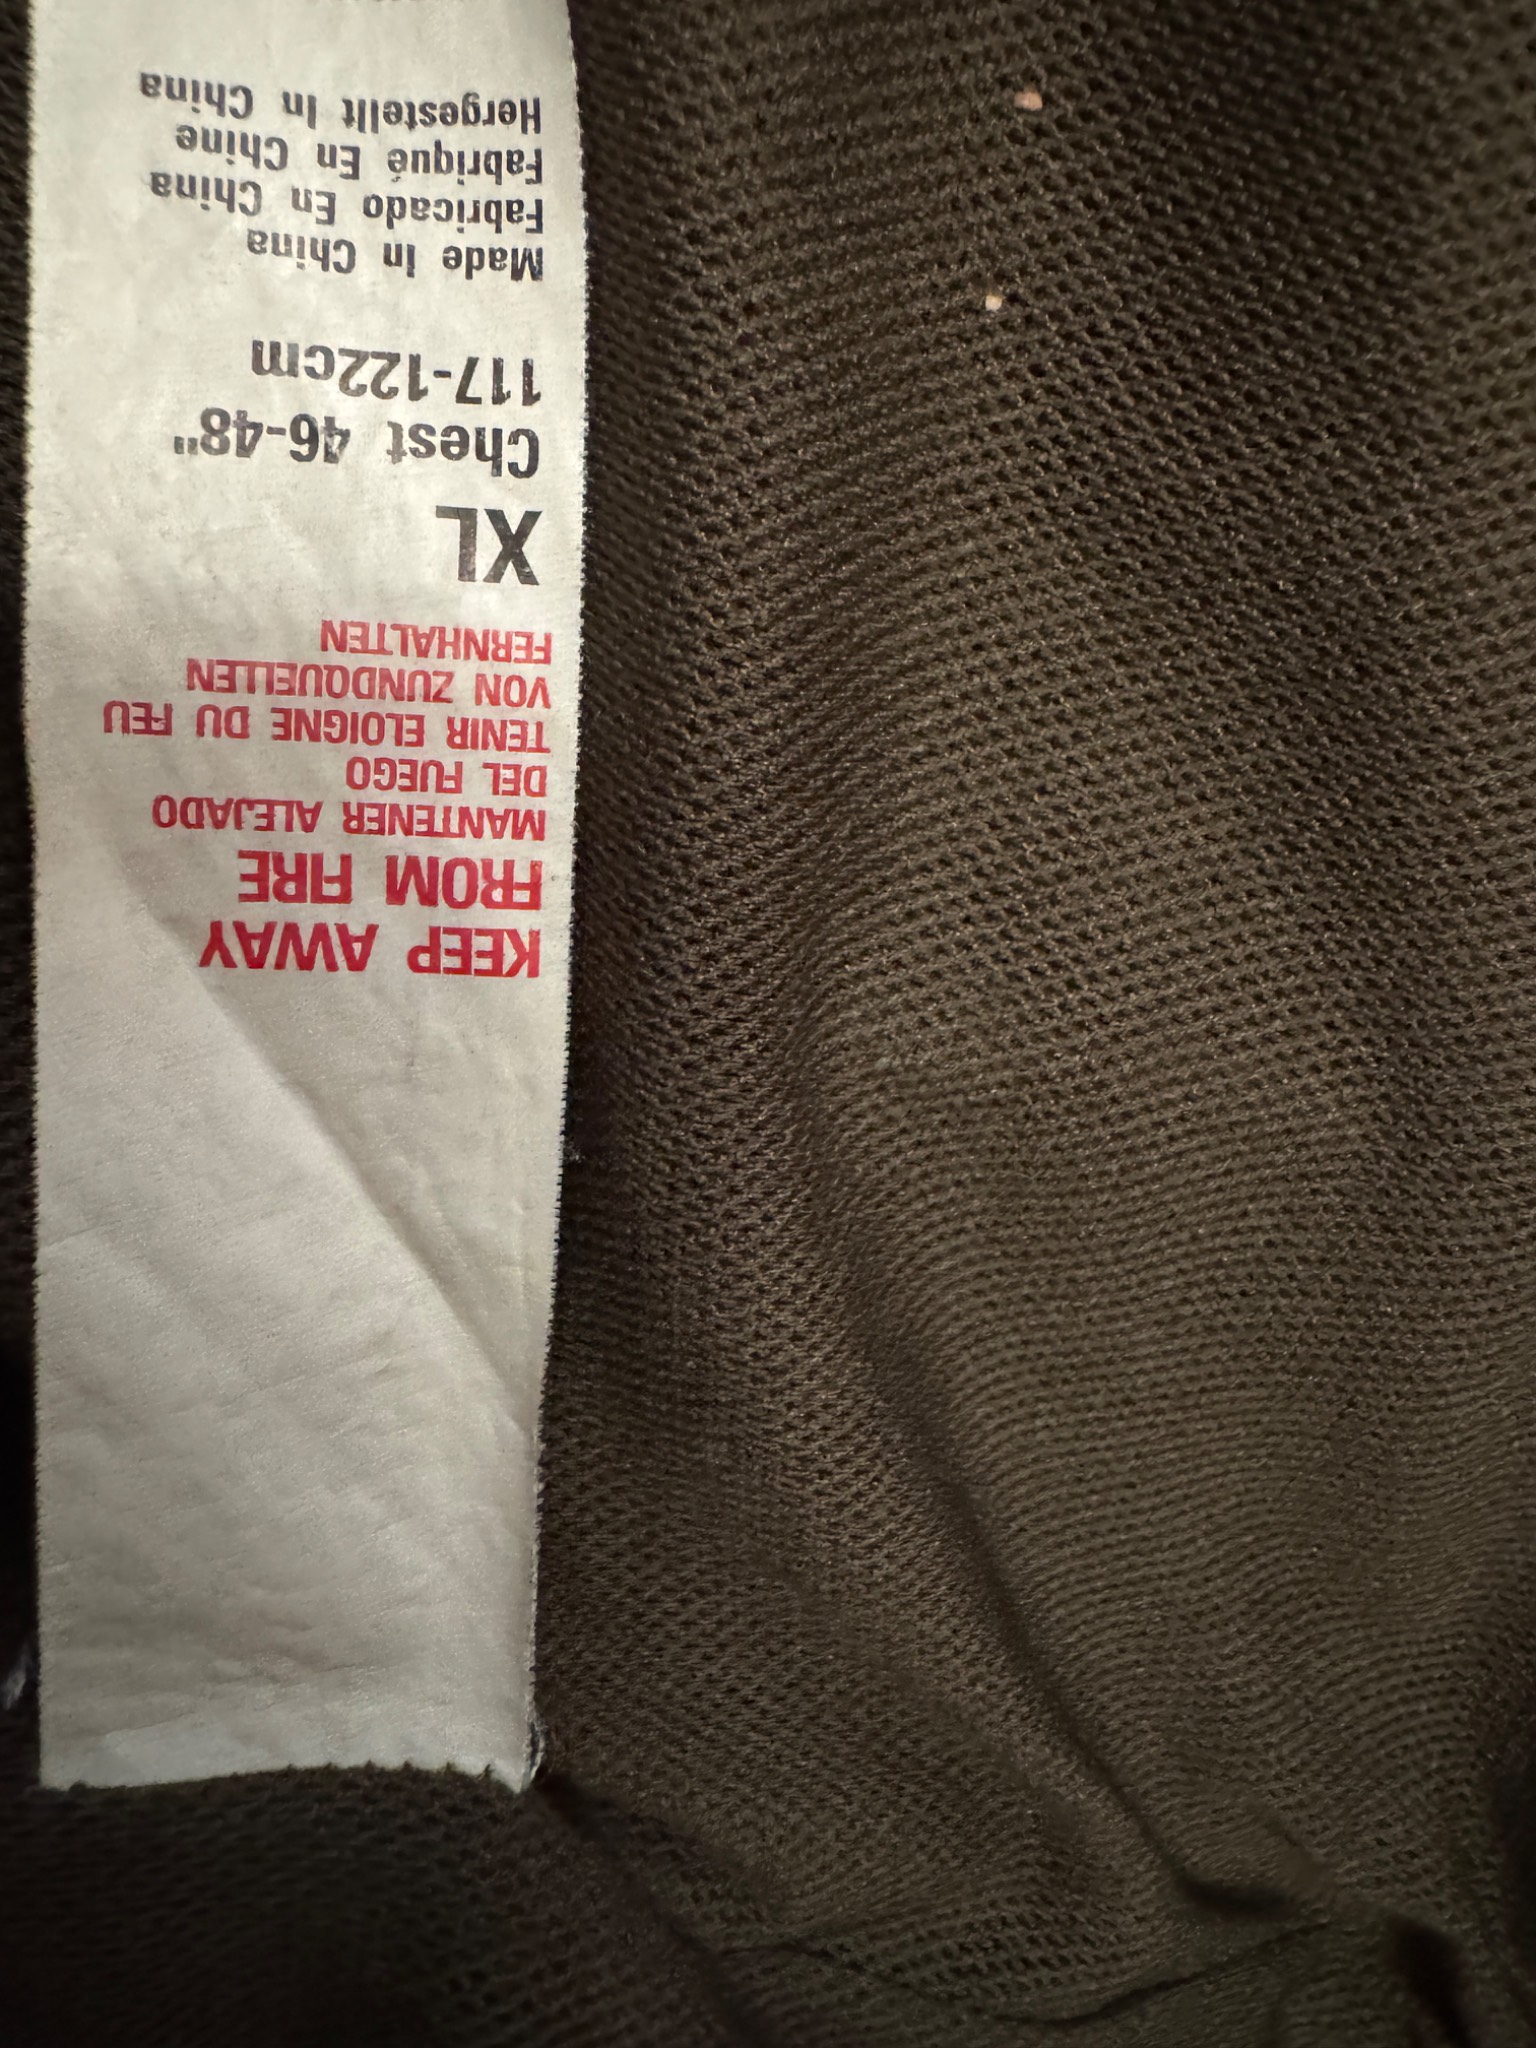 KEEP AWAY
FROM FIRE
MANTENER ALEJADO
DEL FUEGO
TENIR ELOIGNE DU FEU
VON ZUNDQUELLEN
FERNHALTEN
XL
Chest 46-48"
117-122cm
Made In China
Fabricado En China
Fabriqué En Chine
Hergestellt In China